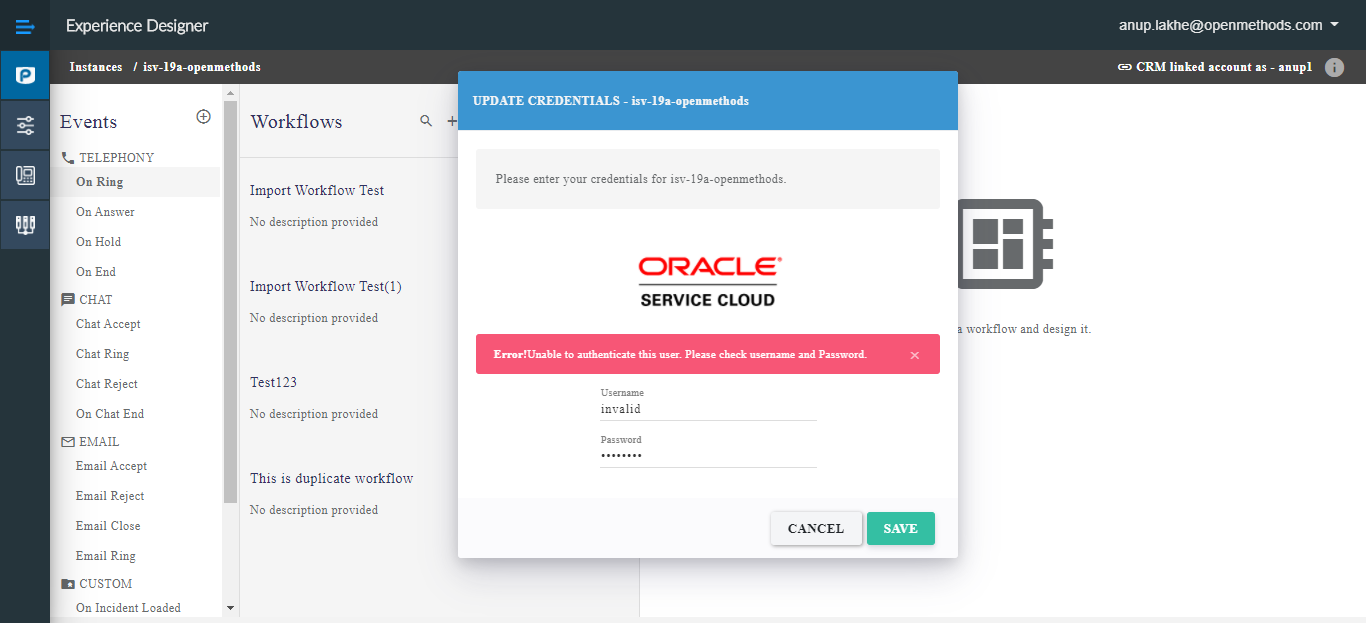 Experience Designer
anup.lakhe@openmethods.com
Instances / isv-19a-openmethods
CRM linked account as - anup1
Events
TELEPHONY
On Ring
On Answer
On Hold
On End
CHAT
Chat Accept
Chat Ring
Chat Reject
On Chat End
EMAIL
Email Accept
Email Reject
Email Close
Email Ring
CUSTOM
On Incident Loaded
Workflows
Import Workflow Test
No description provided
Import Workflow Test(1)
No description provided
Test123
No description provided
This is duplicate workflow
No description provided
UPDATE CREDENTIALS - isv-19a-openmethods
Please enter your credentials for isv-19a-openmethods.
ORACLE®
SERVICE CLOUD
Error!Unable to authenticate this user. Please check username and Password.
Username
invalid
Password
••••••••
CANCEL
SAVE
a workflow and design it.